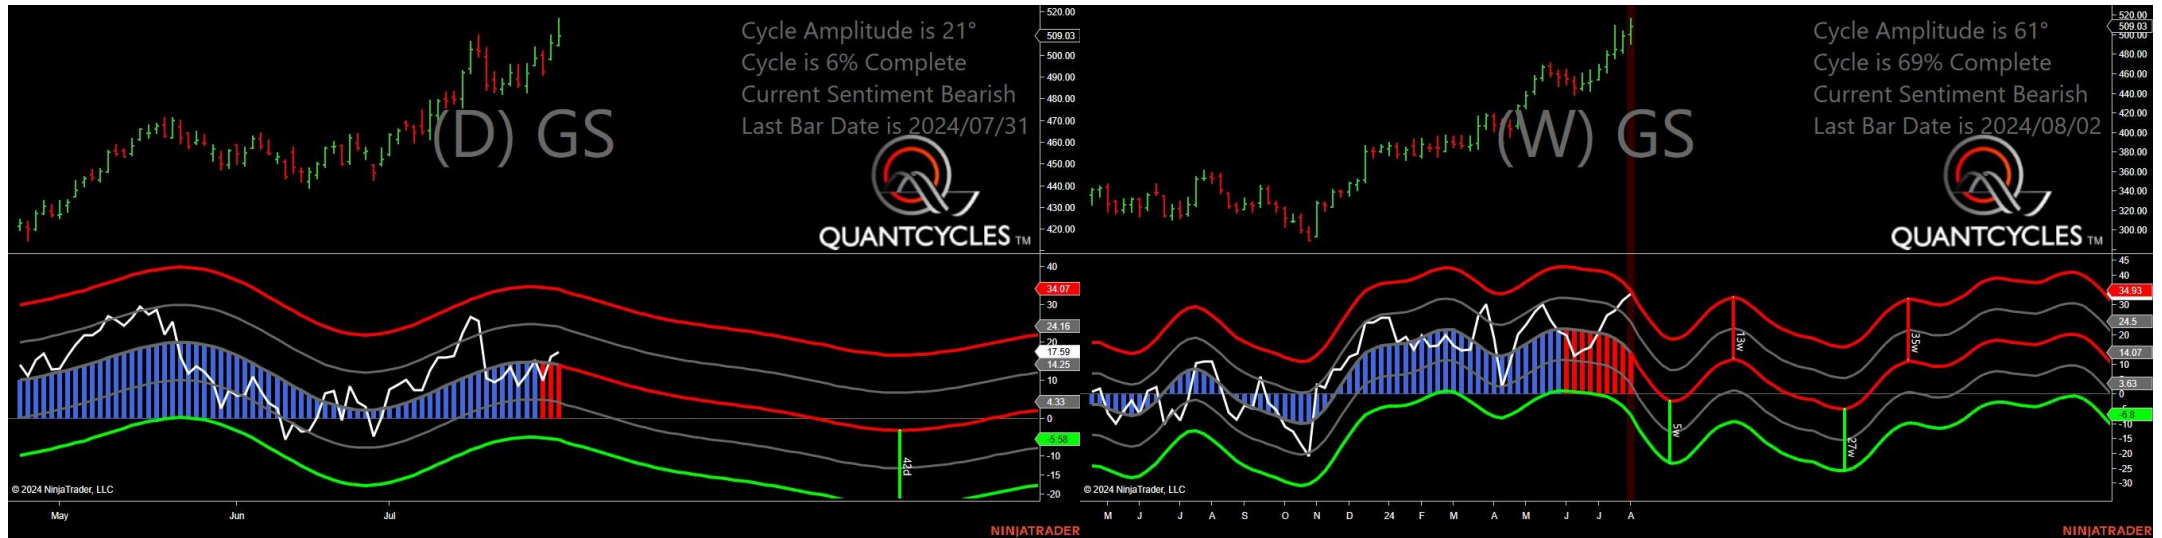 Cycle Amplitude is 21°
Cycle is 6% Complete
Current Sentiment Bearish
Last Bar Date is 2024/07/31
(D) GS
QUANTCYCLES TM
520.00
509.03
500.00
490.00
480.00
470.00
460.00
450.00
440.00
430.00
420.00
40
34.07
30
24.16
20
17.59
14.25
10
4.33
0
-5.58
-10
-15
-20
42d
© 2024 NinjaTrader, LLC
May Jun Jul
NINJATRADER
Cycle Amplitude is 61°
Cycle is 69% Complete
Current Sentiment Bearish
Last Bar Date is 2024/08/02
(W) GS
QUANTCYCLES TM
520.00
509.03
500.00
480.00
460.00
440.00
420.00
400.00
380.00
360.00
340.00
320.00
300.00
45
40
34.93
30
24.5
20
14.07
10
3.63
0
-6.8
-10
-15
-20
-25
-30
5w
13w
27w
35w
© 2024 NinjaTrader, LLC
M J J A S O N D 24 F M A M J J A
NINJATRADER